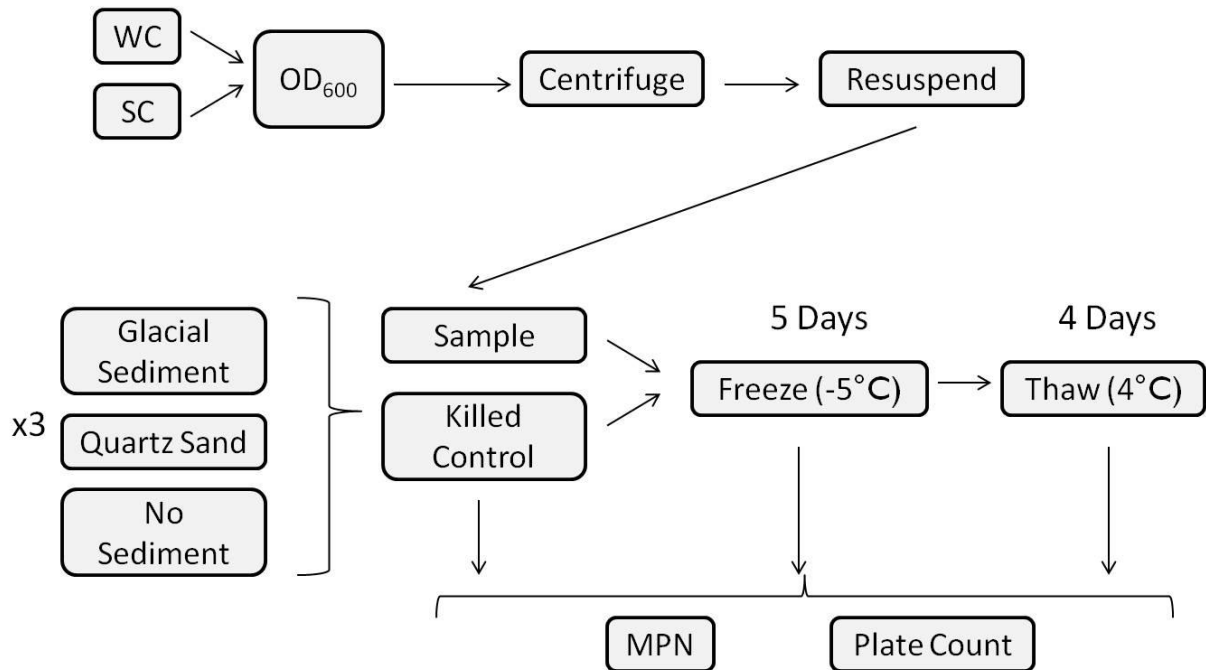 WC
SC
OD₆₀₀
Centrifuge
Resuspend
Glacial
Sediment
x3
Quartz Sand
No
Sediment
Sample
Killed
Control
5 Days
Freeze (-5°C)
4 Days
Thaw (4°C)
MPN
Plate Count